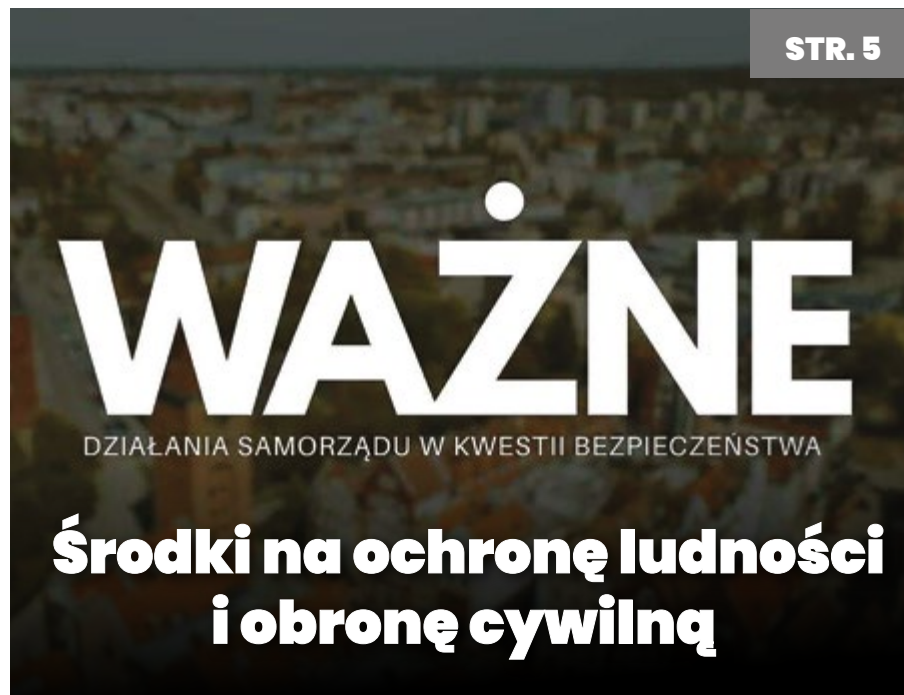 STR. 5
WAŻNE
DZIAŁANIA SAMORZĄDU W KWESTII BEZPIECZEŃSTWA
Środki na ochronę ludności
i obronę cywilną